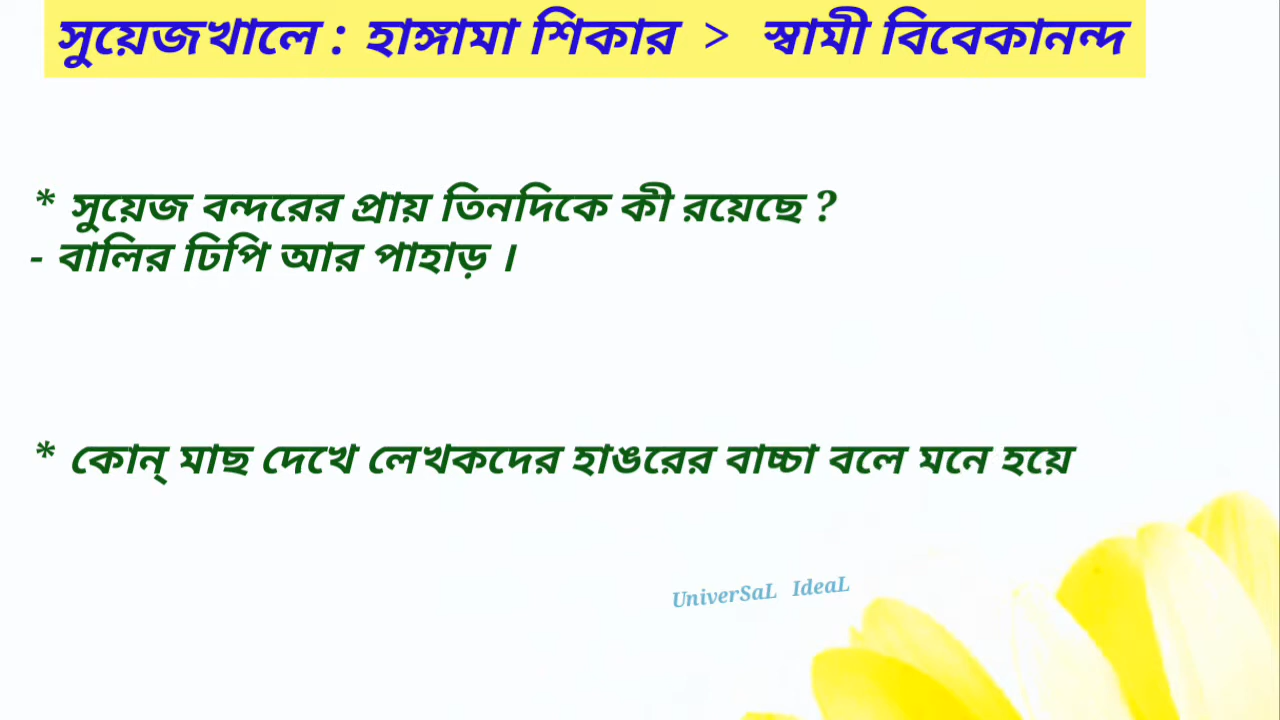 সুয়েজখালে : হাঙ্গামা শিকার > স্বামী বিবেকানন্দ
* সুয়েজ বন্দরের প্রায় তিনদিকে কী রয়েছে ?
- বালির ঢিপি আর পাহাড় ।
* কোন্ মাছ দেখে লেখকদের হাঙরের বাচ্চা বলে মনে হয়ে
UniverSaL IdeaL